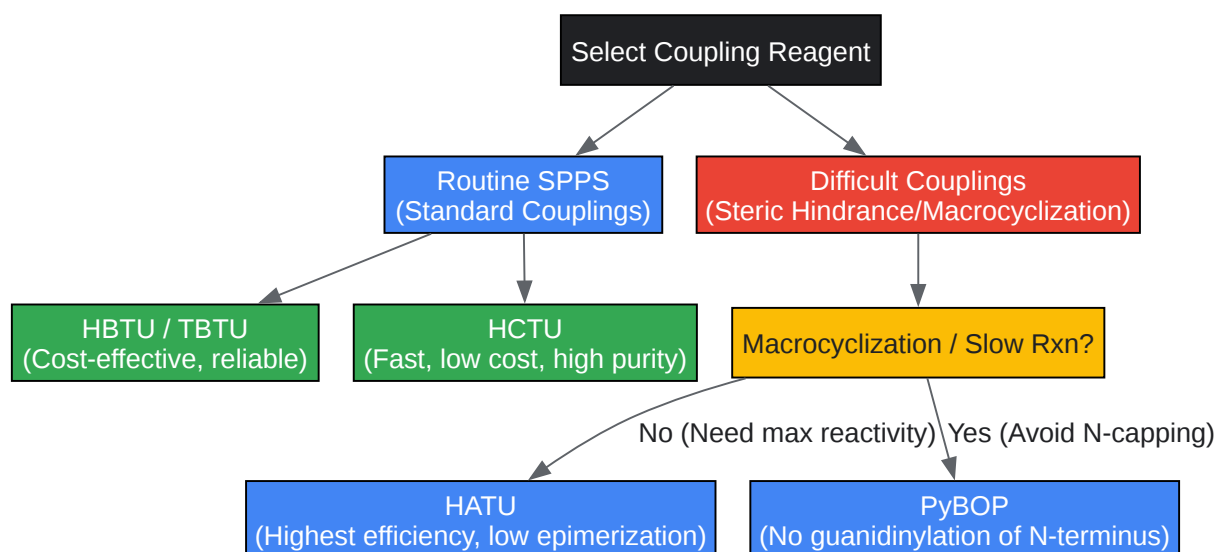 Select Coupling Reagent
Routine SPPS
(Standard Couplings)
Difficult Couplings
(Steric Hindrance/Macrocyclization)
HBTU / TBTU
(Cost-effective, reliable)
HCTU
(Fast, low cost, high purity)
Macrocyclization / Slow Rxn?
No (Need max reactivity)
Yes (Avoid N-capping)
HATU
(Highest efficiency, low epimerization)
PyBOP
(No guanidinylation of N-terminus)